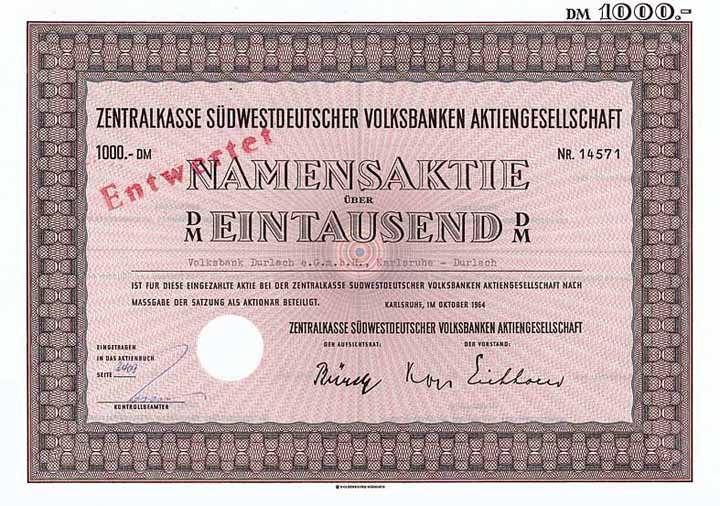 DM 1000.-
ZENTRALKASSE SÜDWESTDEUTSCHER VOLKSBANKEN AKTIENGESELLSCHAFT
1000.- DM
NR. 14571
Entwertet
NAMENSAKTIE
ÜBER
DM EINTAUSEND DM
Volksbank Durlach e.G.m.b.H., Karlsruhe - Durlach
IST FÜR DIESE EINGEZAHLTE AKTIE BEI DER ZENTRALKASSE SÜDWESTDEUTSCHER VOLKSBANKEN AKTIENGESELLSCHAFT NACH
MASSGABE DER SATZUNG ALS AKTIONÄR BETEILIGT.
KARLSRUHE, IM OKTOBER 1964
ZENTRALKASSE SÜDWESTDEUTSCHER VOLKSBANKEN AKTIENGESELLSCHAFT
DER AUFSICHTSRAT:
DER VORSTAND:
EINGETRAGEN
IN DAS AKTIENBUCH
SEITE
KONTROLLBEAMTER